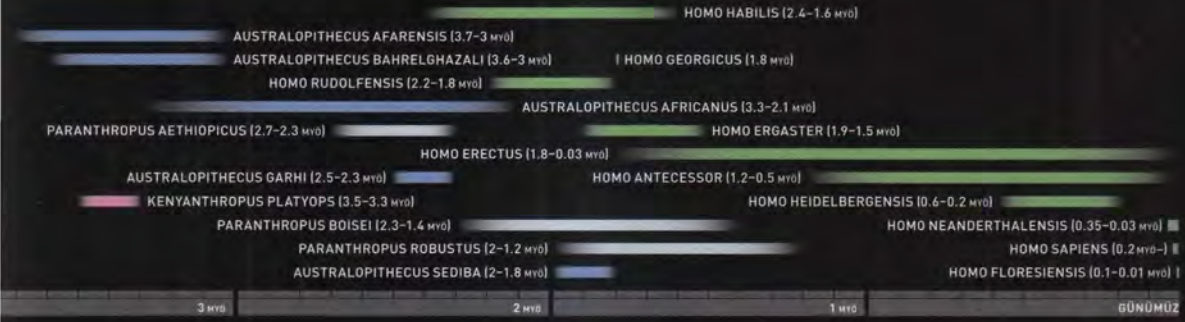 HOMO HABILIS (2.4–1.6 MYÖ)
AUSTRALOPITHECUS AFARENSIS (3.7–3 MYÖ)
AUSTRALOPITHECUS BAHRELGHAZALI (3.6–3 MYÖ) HOMO GEORGICUS (1.8 MYÖ)
HOMO RUDOLFENSIS (2.2–1.8 MYÖ)
AUSTRALOPITHECUS AFRICANUS (3.3–2.1 MYÖ)
PARANTHROPUS AETHIOPICUS (2.7–2.3 MYÖ) HOMO ERGASTER (1.9–1.5 MYÖ)
HOMO ERECTUS (1.8–0.03 MYÖ)
AUSTRALOPITHECUS GARHI (2.5–2.3 MYÖ) HOMO ANTECESSOR (1.2–0.5 MYÖ)
KENYANTHROPUS PLATYOPS (3.5–3.3 MYÖ) HOMO HEIDELBERGENSIS (0.6–0.2 MYÖ)
PARANTHROPUS BOISEI (2.3–1.4 MYÖ) HOMO NEANDERTHALENSIS (0.35–0.03 MYÖ)
PARANTHROPUS ROBUSTUS (2–1.2 MYÖ) HOMO SAPIENS (0.2 MYÖ–)
AUSTRALOPITHECUS SEDIBA (2–1.8 MYÖ) HOMO FLORESIENSIS (0.1–0.01 MYÖ)
3 MYÖ 2 MYÖ 1 MYÖ GÜNÜMÜZ